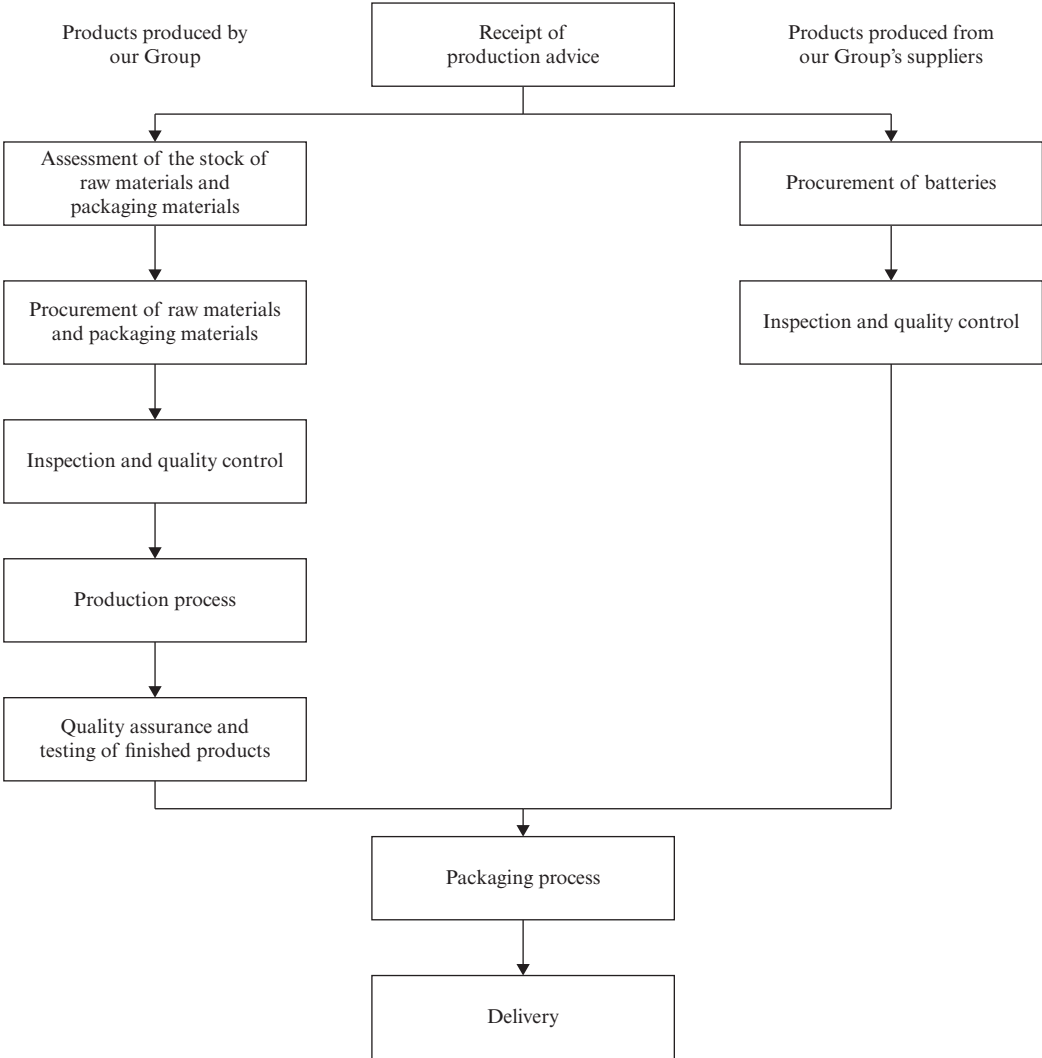 Products produced by
our Group
Receipt of
production advice
Products produced from
our Group's suppliers
Assessment of the stock of
raw materials and
packaging materials
Procurement of batteries
Procurement of raw materials
and packaging materials
Inspection and quality control
Inspection and quality control
Production process
Quality assurance and
testing of finished products
Packaging process
Delivery